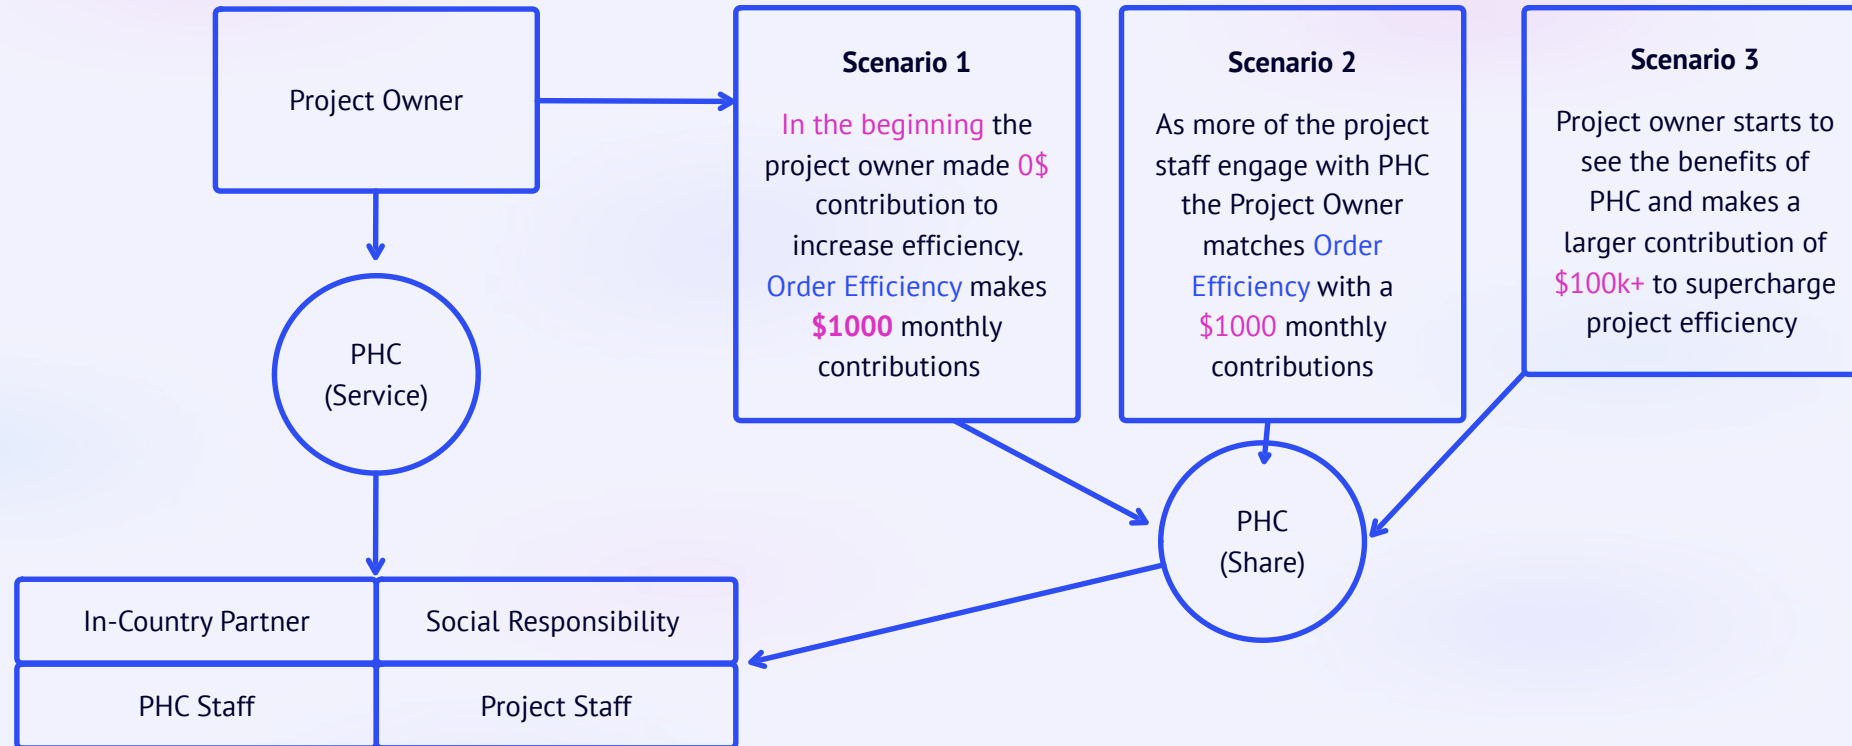 Project Owner
Scenario 1
In the beginning the
project owner made 0$
contribution to
increase efficiency.
Order Efficiency makes
$1000 monthly
contributions
Scenario 2
As more of the project
staff engage with PHC
the Project Owner
matches Order
Efficiency with a
$1000 monthly
contributions
Scenario 3
Project owner starts to
see the benefits of
PHC and makes a
larger contribution of
$100k+ to supercharge
project efficiency
PHC
(Service)
PHC
(Share)
In-Country Partner
Social Responsibility
PHC Staff
Project Staff